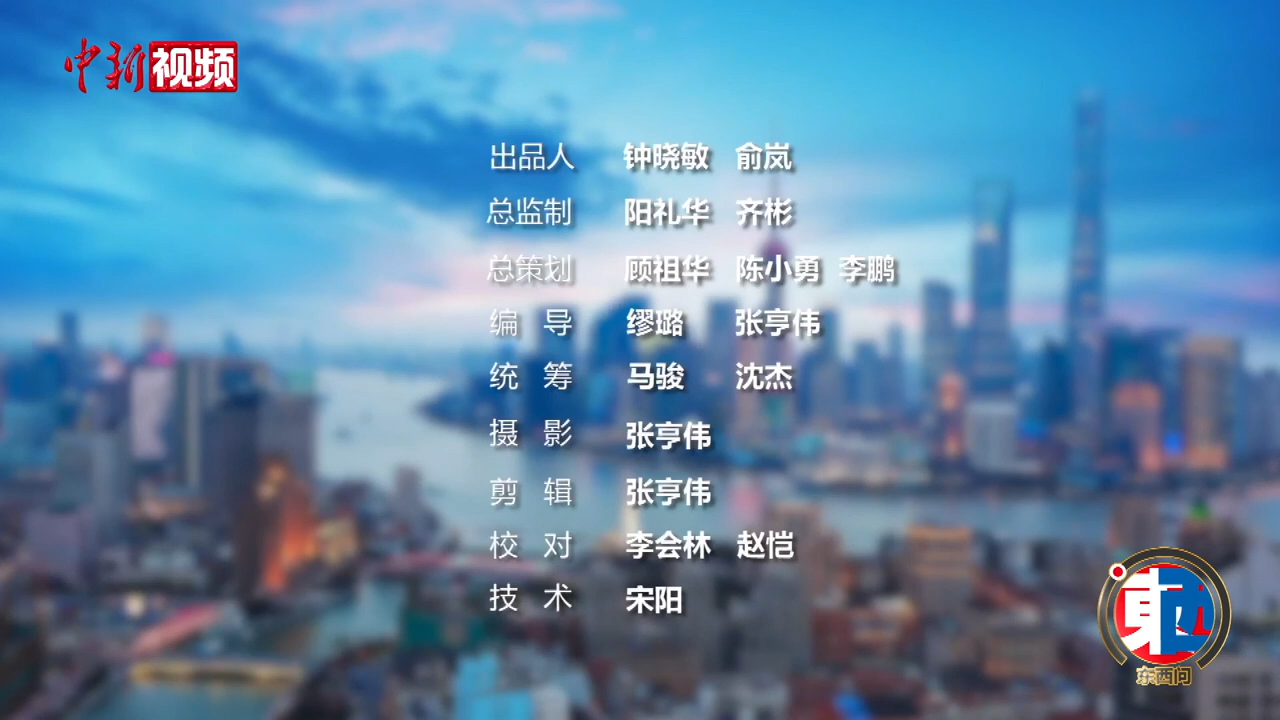 中新视频
出品人 钟晓敏 俞岚
总监制 阳礼华 齐彬
总策划 顾祖华 陈小勇 李鹏
编 导 缪璐 张亨伟
统 筹 马骏 沈杰
摄 影 张亨伟
剪 辑 张亨伟
校 对 李会林 赵恺
技 术 宋阳
東
东西问